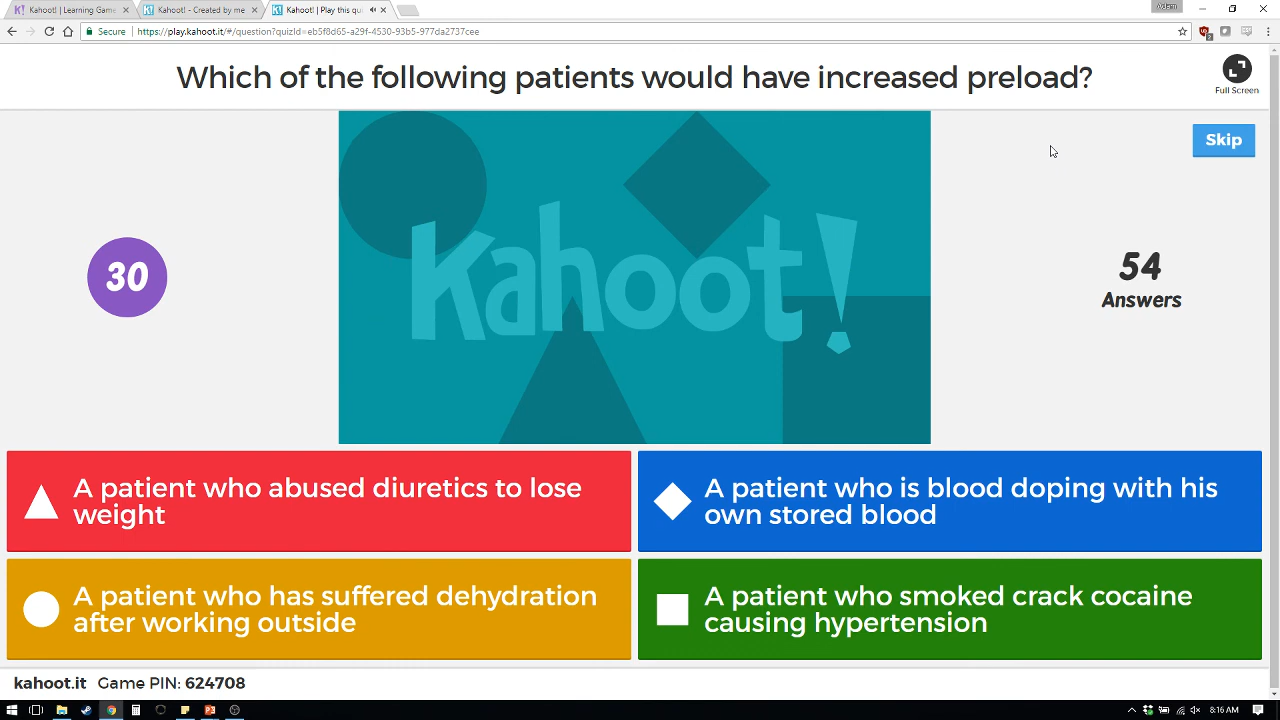 Adam
Kahoot! | Learning Game
Kahoot! - Created by me
Kahoot! | Play this qu
Secure
https://play.kahoot.it/#/question?quizId=eb5f8d65-a29f-4530-93b5-977da2737cee
Which of the following patients would have increased preload?
Full Screen
Skip
Kahoot!
30
54
Answers
A patient who abused diuretics to lose
weight
A patient who is blood doping with his
own stored blood
A patient who has suffered dehydration
after working outside
A patient who smoked crack cocaine
causing hypertension
kahoot.it Game PIN: 624708
8:16 AM